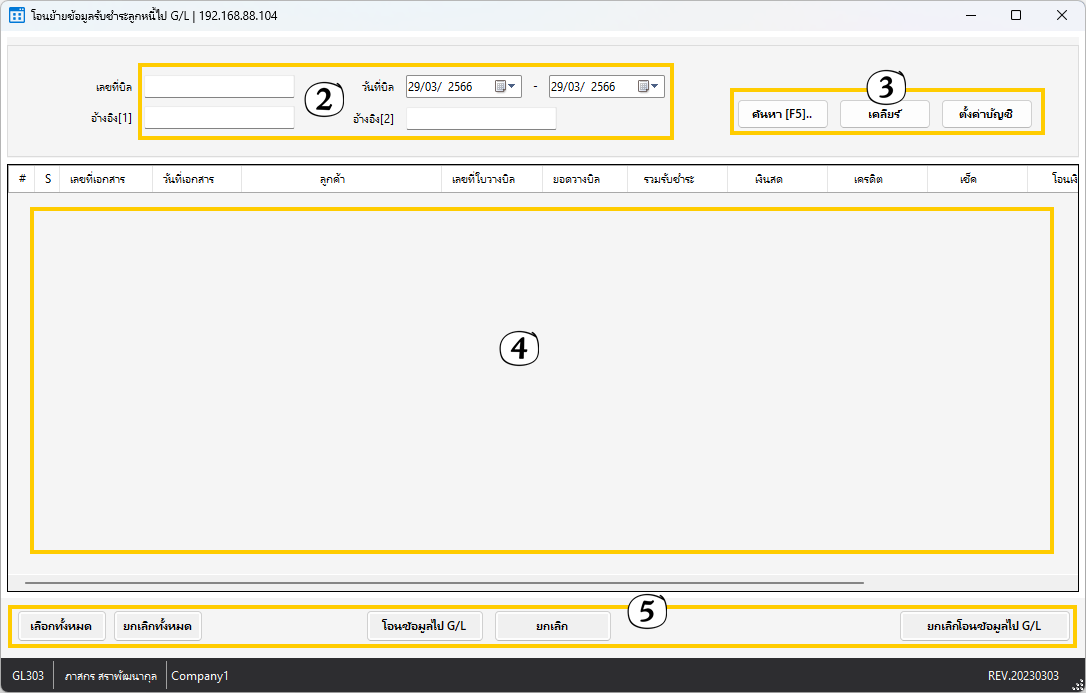 โอนย้ายข้อมูลรับชำระลูกหนี้ไป G/L | 192.168.88.104
เลขที่บิล 2 วันที่บิล 29/03/ 2566 - 29/03/ 2566 3
อ้างอิง[1] อ้างอิง[2] ค้นหา [F5].. เคลียร์ ตั้งค่าบัญชี
# S เลขที่เอกสาร วันที่เอกสาร ลูกค้า เลขที่ใบวางบิล ยอดวางบิล รวมรับชำระ เงินสด เครดิต เช็ค โอนเงิ
4
5
เลือกทั้งหมด ยกเลิกทั้งหมด โอนข้อมูลไป G/L ยกเลิก ยกเลิกโอนข้อมูลไป G/L
GL303 ภาสกร สราพัฒนากุล Company1 REV.20230303